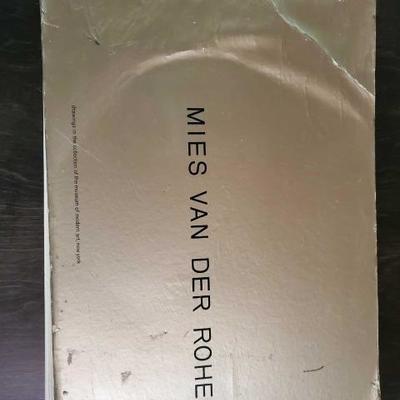 MIES VAN DER ROHE
drawings in the collection of the museum of modern art, new york